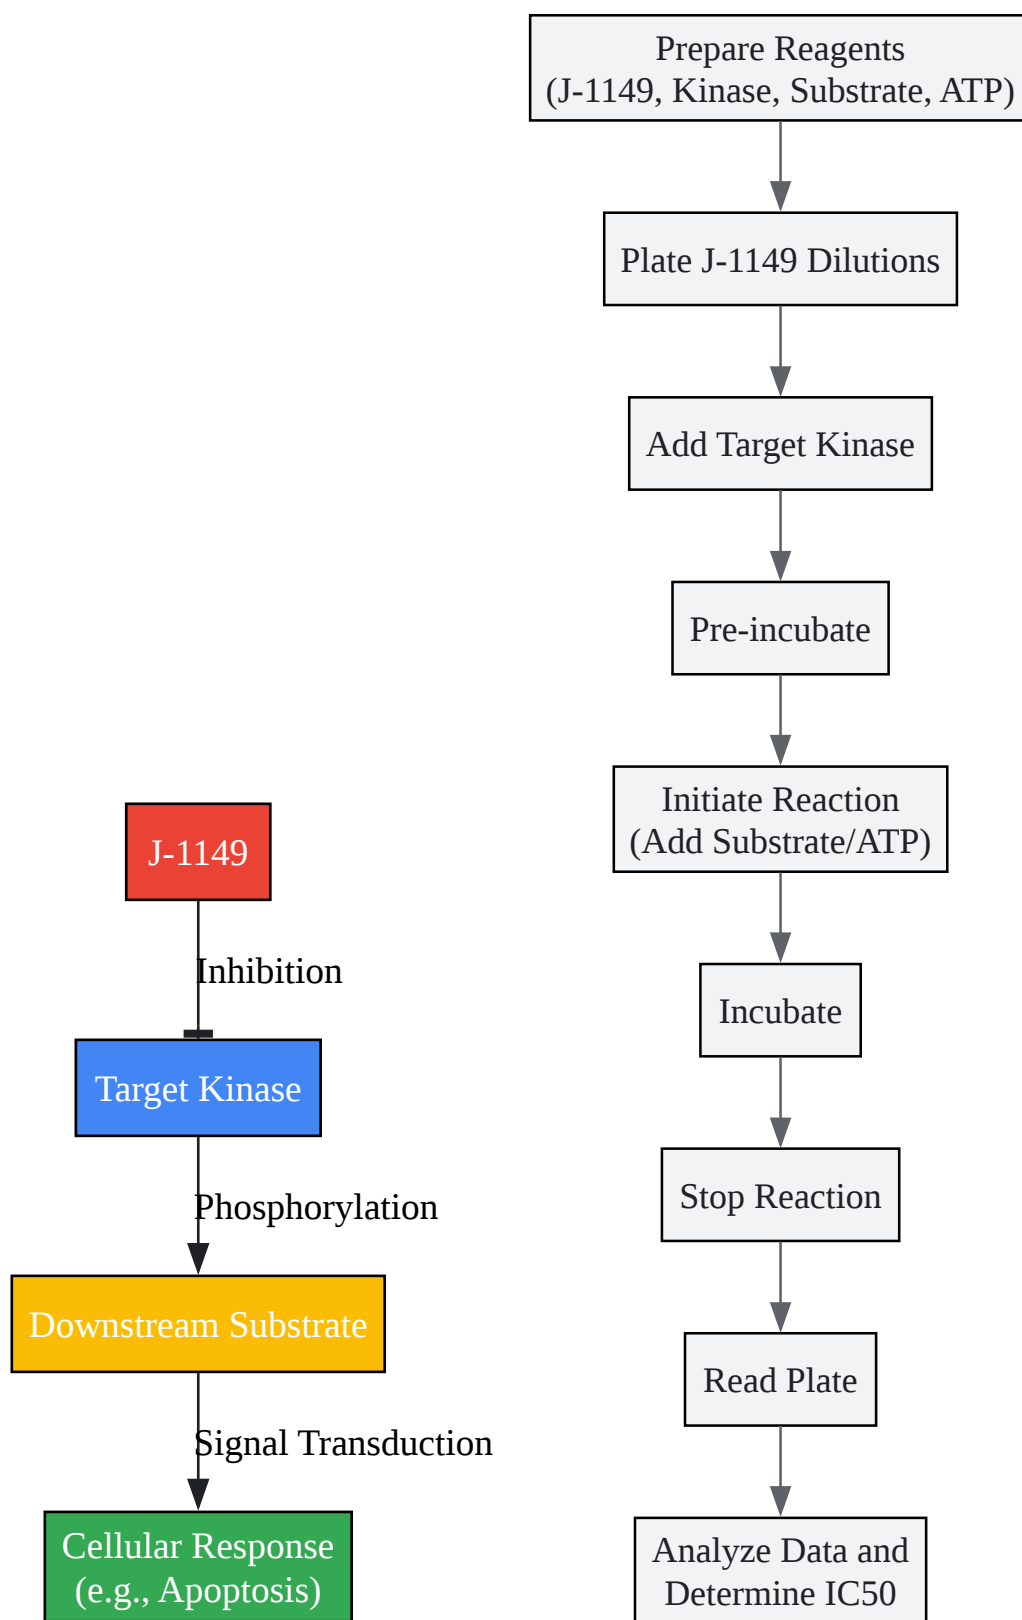 Prepare Reagents
(J-1149, Kinase, Substrate, ATP)
Plate J-1149 Dilutions
Add Target Kinase
Pre-incubate
Initiate Reaction
(Add Substrate/ATP)
Incubate
Stop Reaction
Read Plate
Analyze Data and
Determine IC50
J-1149
Inhibition
Target Kinase
Phosphorylation
Downstream Substrate
Signal Transduction
Cellular Response
(e.g., Apoptosis)